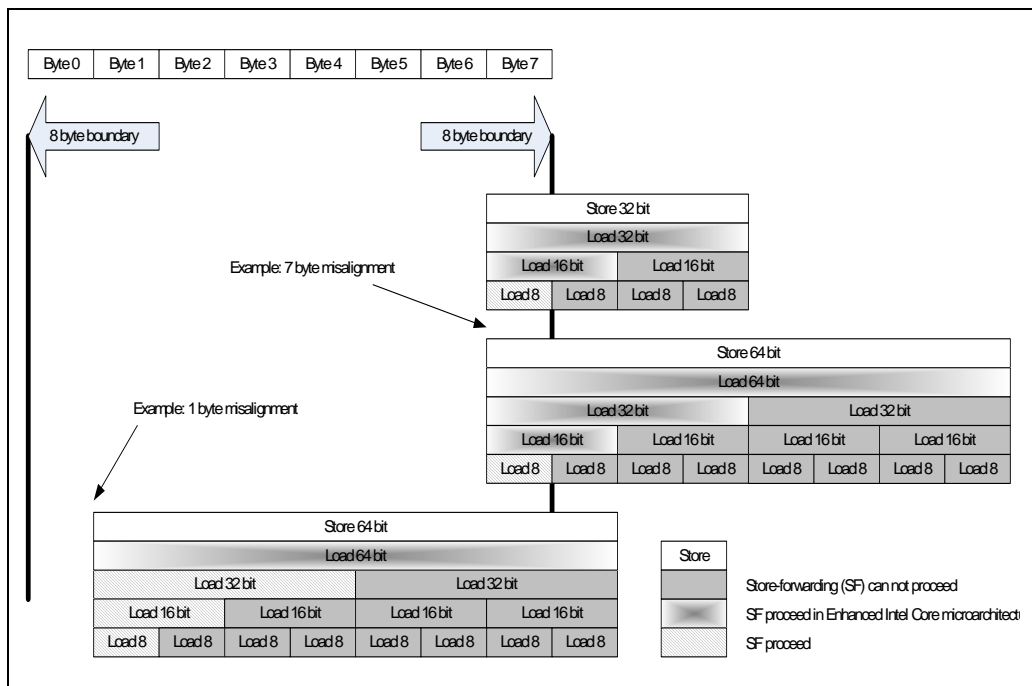 Byte 0 Byte 1 Byte 2 Byte 3 Byte 4 Byte 5 Byte 6 Byte 7
8 byte boundary 8 byte boundary
Store 32 bit
Load 32 bit
Example: 7 byte misalignment
Load 16 bit Load 16 bit
Load 8 Load 8 Load 8 Load 8
Store 64 bit
Load 64 bit
Example: 1 byte misalignment
Load 32 bit Load 32 bit
Load 16 bit Load 16 bit Load 16 bit Load 16 bit
Load 8 Load 8 Load 8 Load 8 Load 8 Load 8 Load 8 Load 8
Store 64 bit
Load 64 bit
Load 32 bit Load 32 bit
Load 16 bit Load 16 bit Load 16 bit Load 16 bit
Load 8 Load 8 Load 8 Load 8 Load 8 Load 8 Load 8 Load 8
Store
Store-forwarding (SF) can not proceed
SF proceed in Enhanced Intel Core microarchitectu
SF proceed